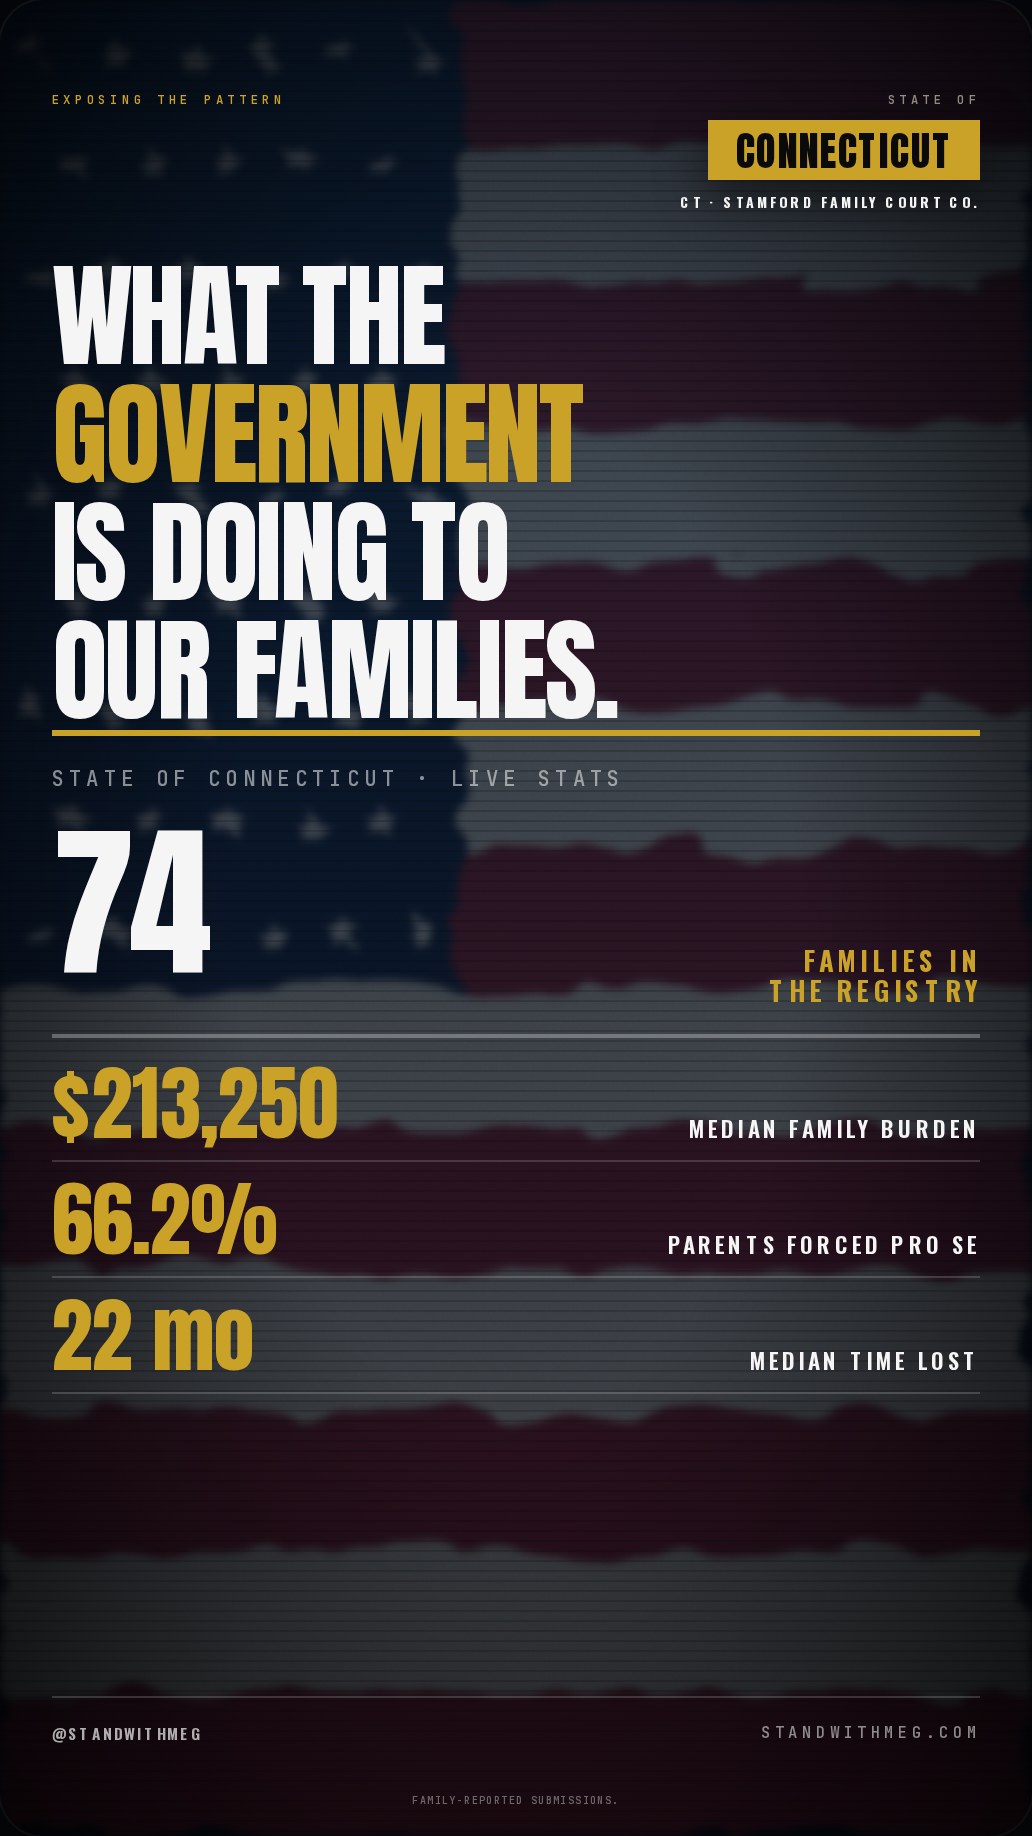 EXPOSING THE PATTERN
STATE OF
CONNECTICUT
CT · STAMFORD FAMILY COURT CO.
WHAT THE
GOVERNMENT
IS DOING TO
OUR FAMILIES.
STATE OF CONNECTICUT · LIVE STATS
74
FAMILIES IN
THE REGISTRY
$213,250
MEDIAN FAMILY BURDEN
66.2%
PARENTS FORCED PRO SE
22 mo
MEDIAN TIME LOST
@STANDWITHMEG
STANDWITHMEG.COM
FAMILY-REPORTED SUBMISSIONS.